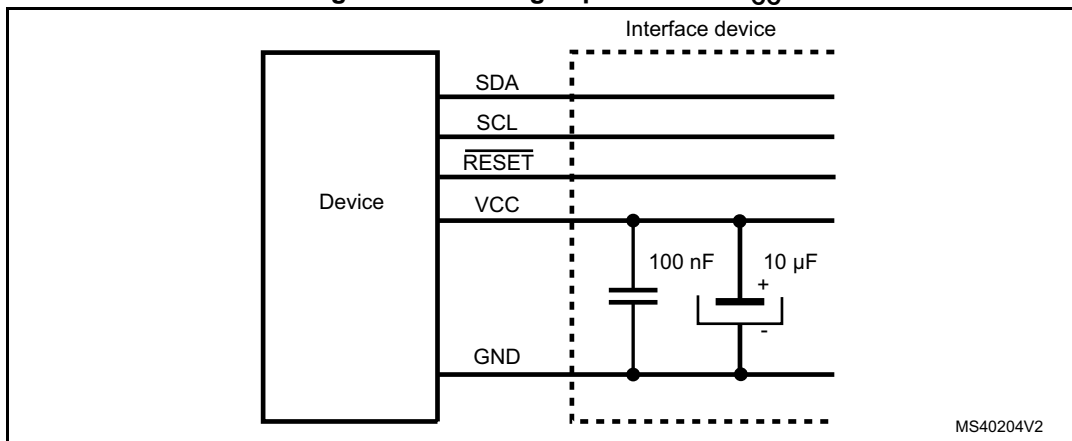 Interface device
SDA
SCL
RESET
Device
VCC
100 nF
10 µF
+
-
GND
MS40204V2